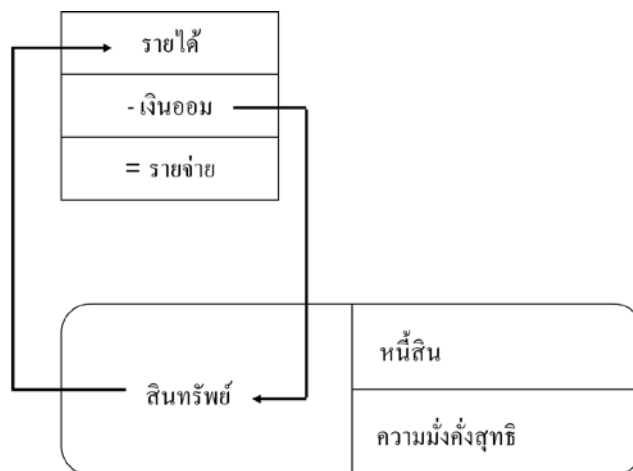 รายได้
- เงินออม
= รายจ่าย
สินทรัพย์
หนี้สิน
ความมั่งคั่งสุทธิ